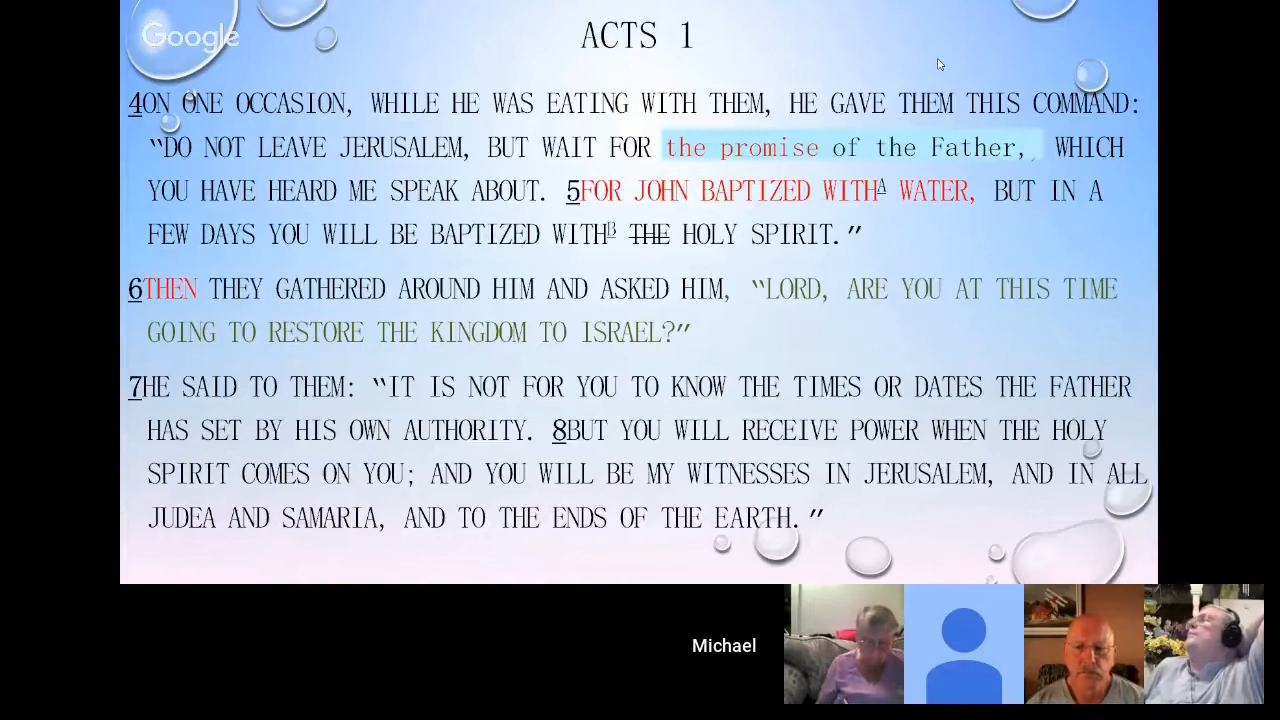 Google
ACTS 1
4ON ONE OCCASION, WHILE HE WAS EATING WITH THEM, HE GAVE THEM THIS COMMAND:
“DO NOT LEAVE JERUSALEM, BUT WAIT FOR the promise of the Father,, WHICH
YOU HAVE HEARD ME SPEAK ABOUT. 5FOR JOHN BAPTIZED WITHA WATER, BUT IN A
FEW DAYS YOU WILL BE BAPTIZED WITHB THE HOLY SPIRIT.”
6THEN THEY GATHERED AROUND HIM AND ASKED HIM, “LORD, ARE YOU AT THIS TIME
GOING TO RESTORE THE KINGDOM TO ISRAEL?”
7HE SAID TO THEM: “IT IS NOT FOR YOU TO KNOW THE TIMES OR DATES THE FATHER
HAS SET BY HIS OWN AUTHORITY. 8BUT YOU WILL RECEIVE POWER WHEN THE HOLY
SPIRIT COMES ON YOU; AND YOU WILL BE MY WITNESSES IN JERUSALEM, AND IN ALL
JUDEA AND SAMARIA, AND TO THE ENDS OF THE EARTH.”
Michael